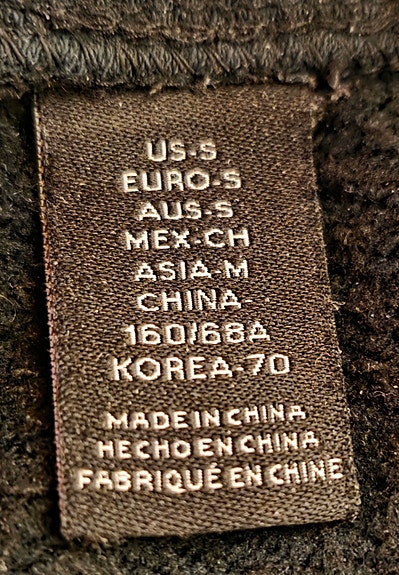 US-S
EURO-S
AUS-S
MEX-CH
ASIA-M
CHINA-
160/68A
KOREA-70
MADE IN CHINA
HECHO EN CHINA
FABRIQUÉ EN CHINE